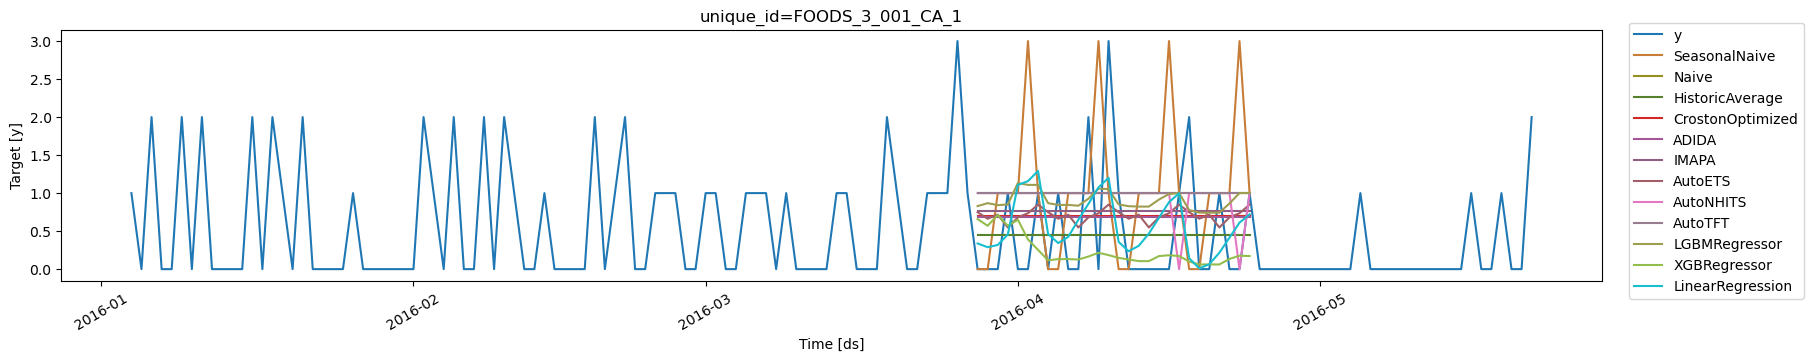 unique_id=FOODS_3_001_CA_1
Target [y]
3.0
2.5
2.0
1.5
1.0
0.5
0.0
2016-01
2016-02
2016-03
2016-04
2016-05
Time [ds]
y
SeasonalNaive
Naive
HistoricAverage
CrostonOptimized
ADIDA
IMAPA
AutoETS
AutoNHITS
AutoTFT
LGBMRegressor
XGBRegressor
LinearRegression